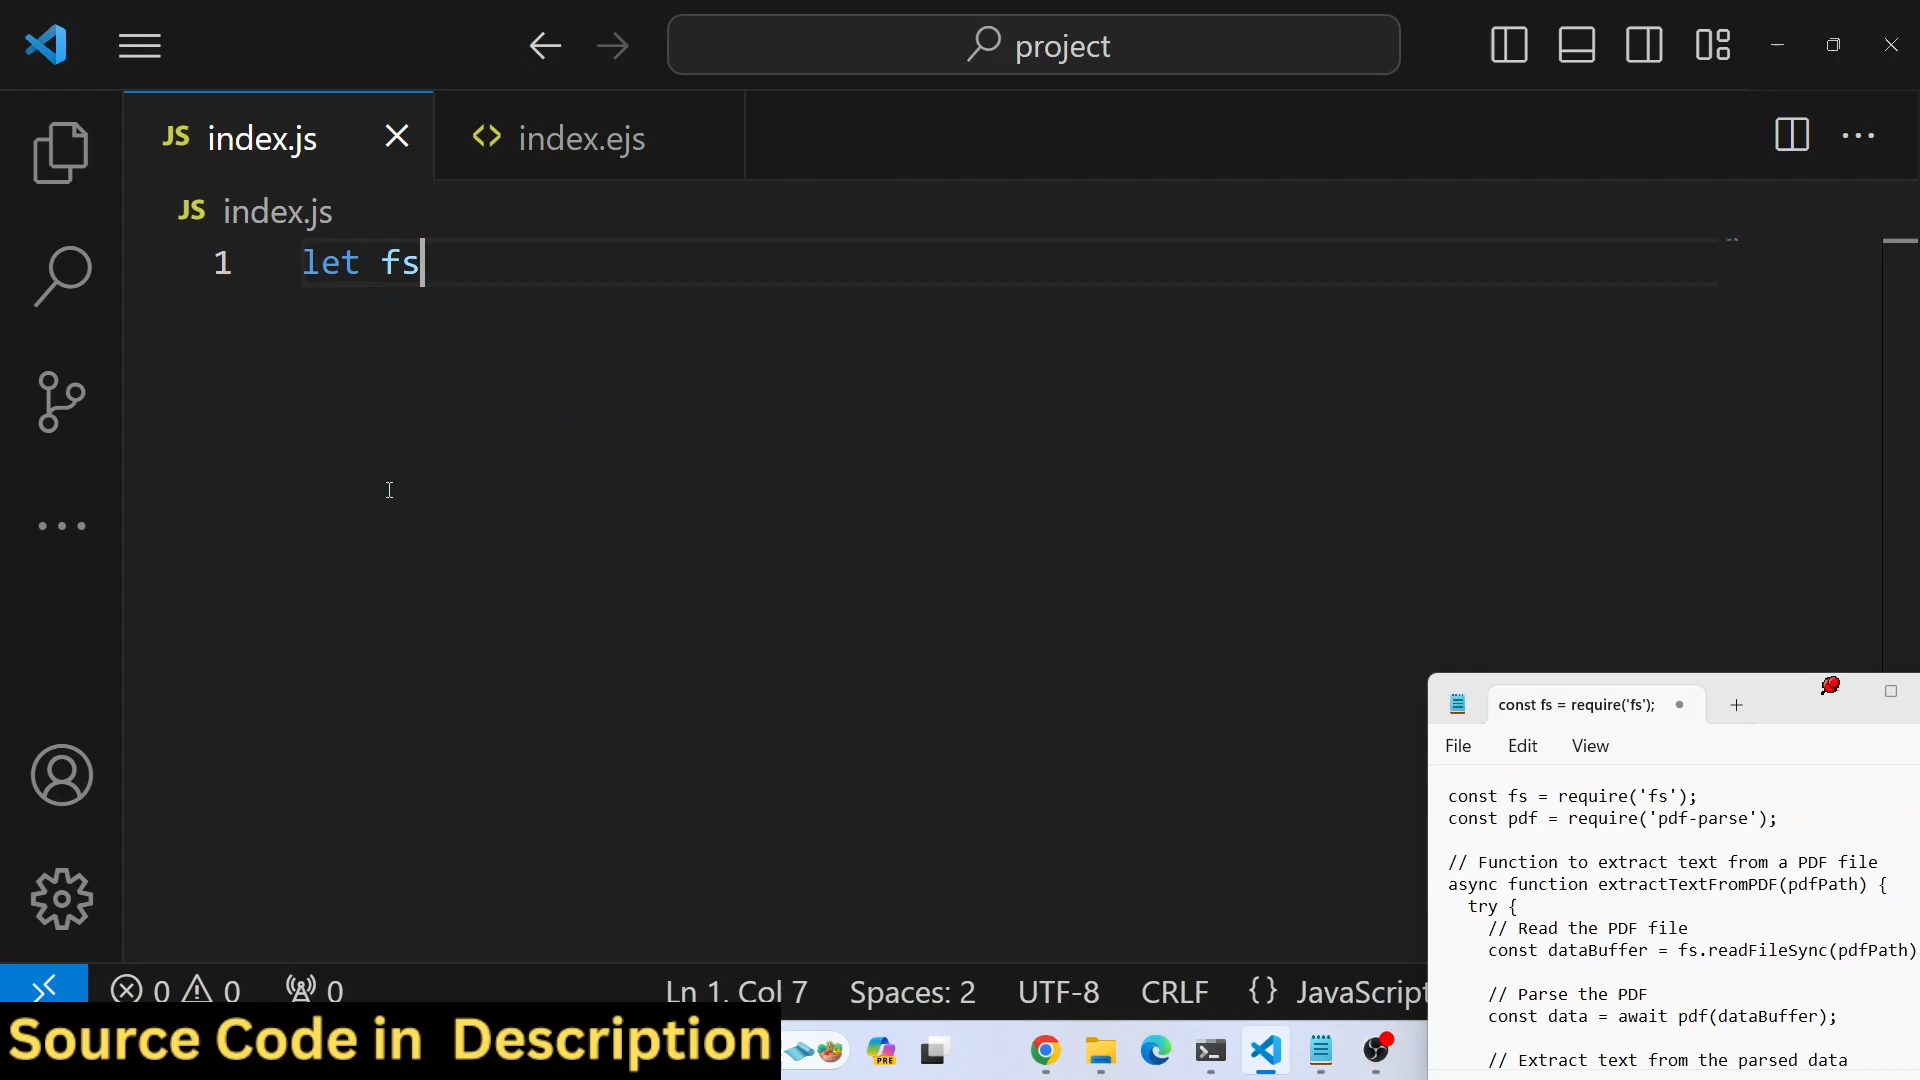 project
JS index.js
<> index.ejs
JS index.js
1 let fs
const fs = require('fs');
File Edit View
const fs = require('fs');
const pdf = require('pdf-parse');
// Function to extract text from a PDF file
async function extractTextFromPDF(pdfPath) {
try {
// Read the PDF file
const dataBuffer = fs.readFileSync(pdfPath)
// Parse the PDF
const data = await pdf(dataBuffer);
// Extract text from the parsed data
0 0 0 Ln 1, Col 7 Spaces: 2 UTF-8 CRLF {} JavaScript
Source Code in Description
PRE